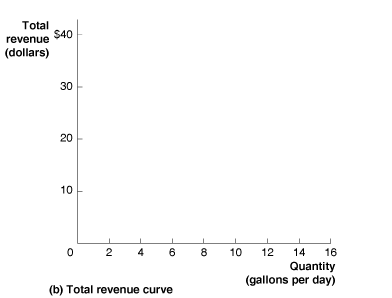 Total
revenue
(dollars)
$40
30
20
10
0 2 4 6 8 10 12 14 16
Quantity
(gallons per day)
(b) Total revenue curve